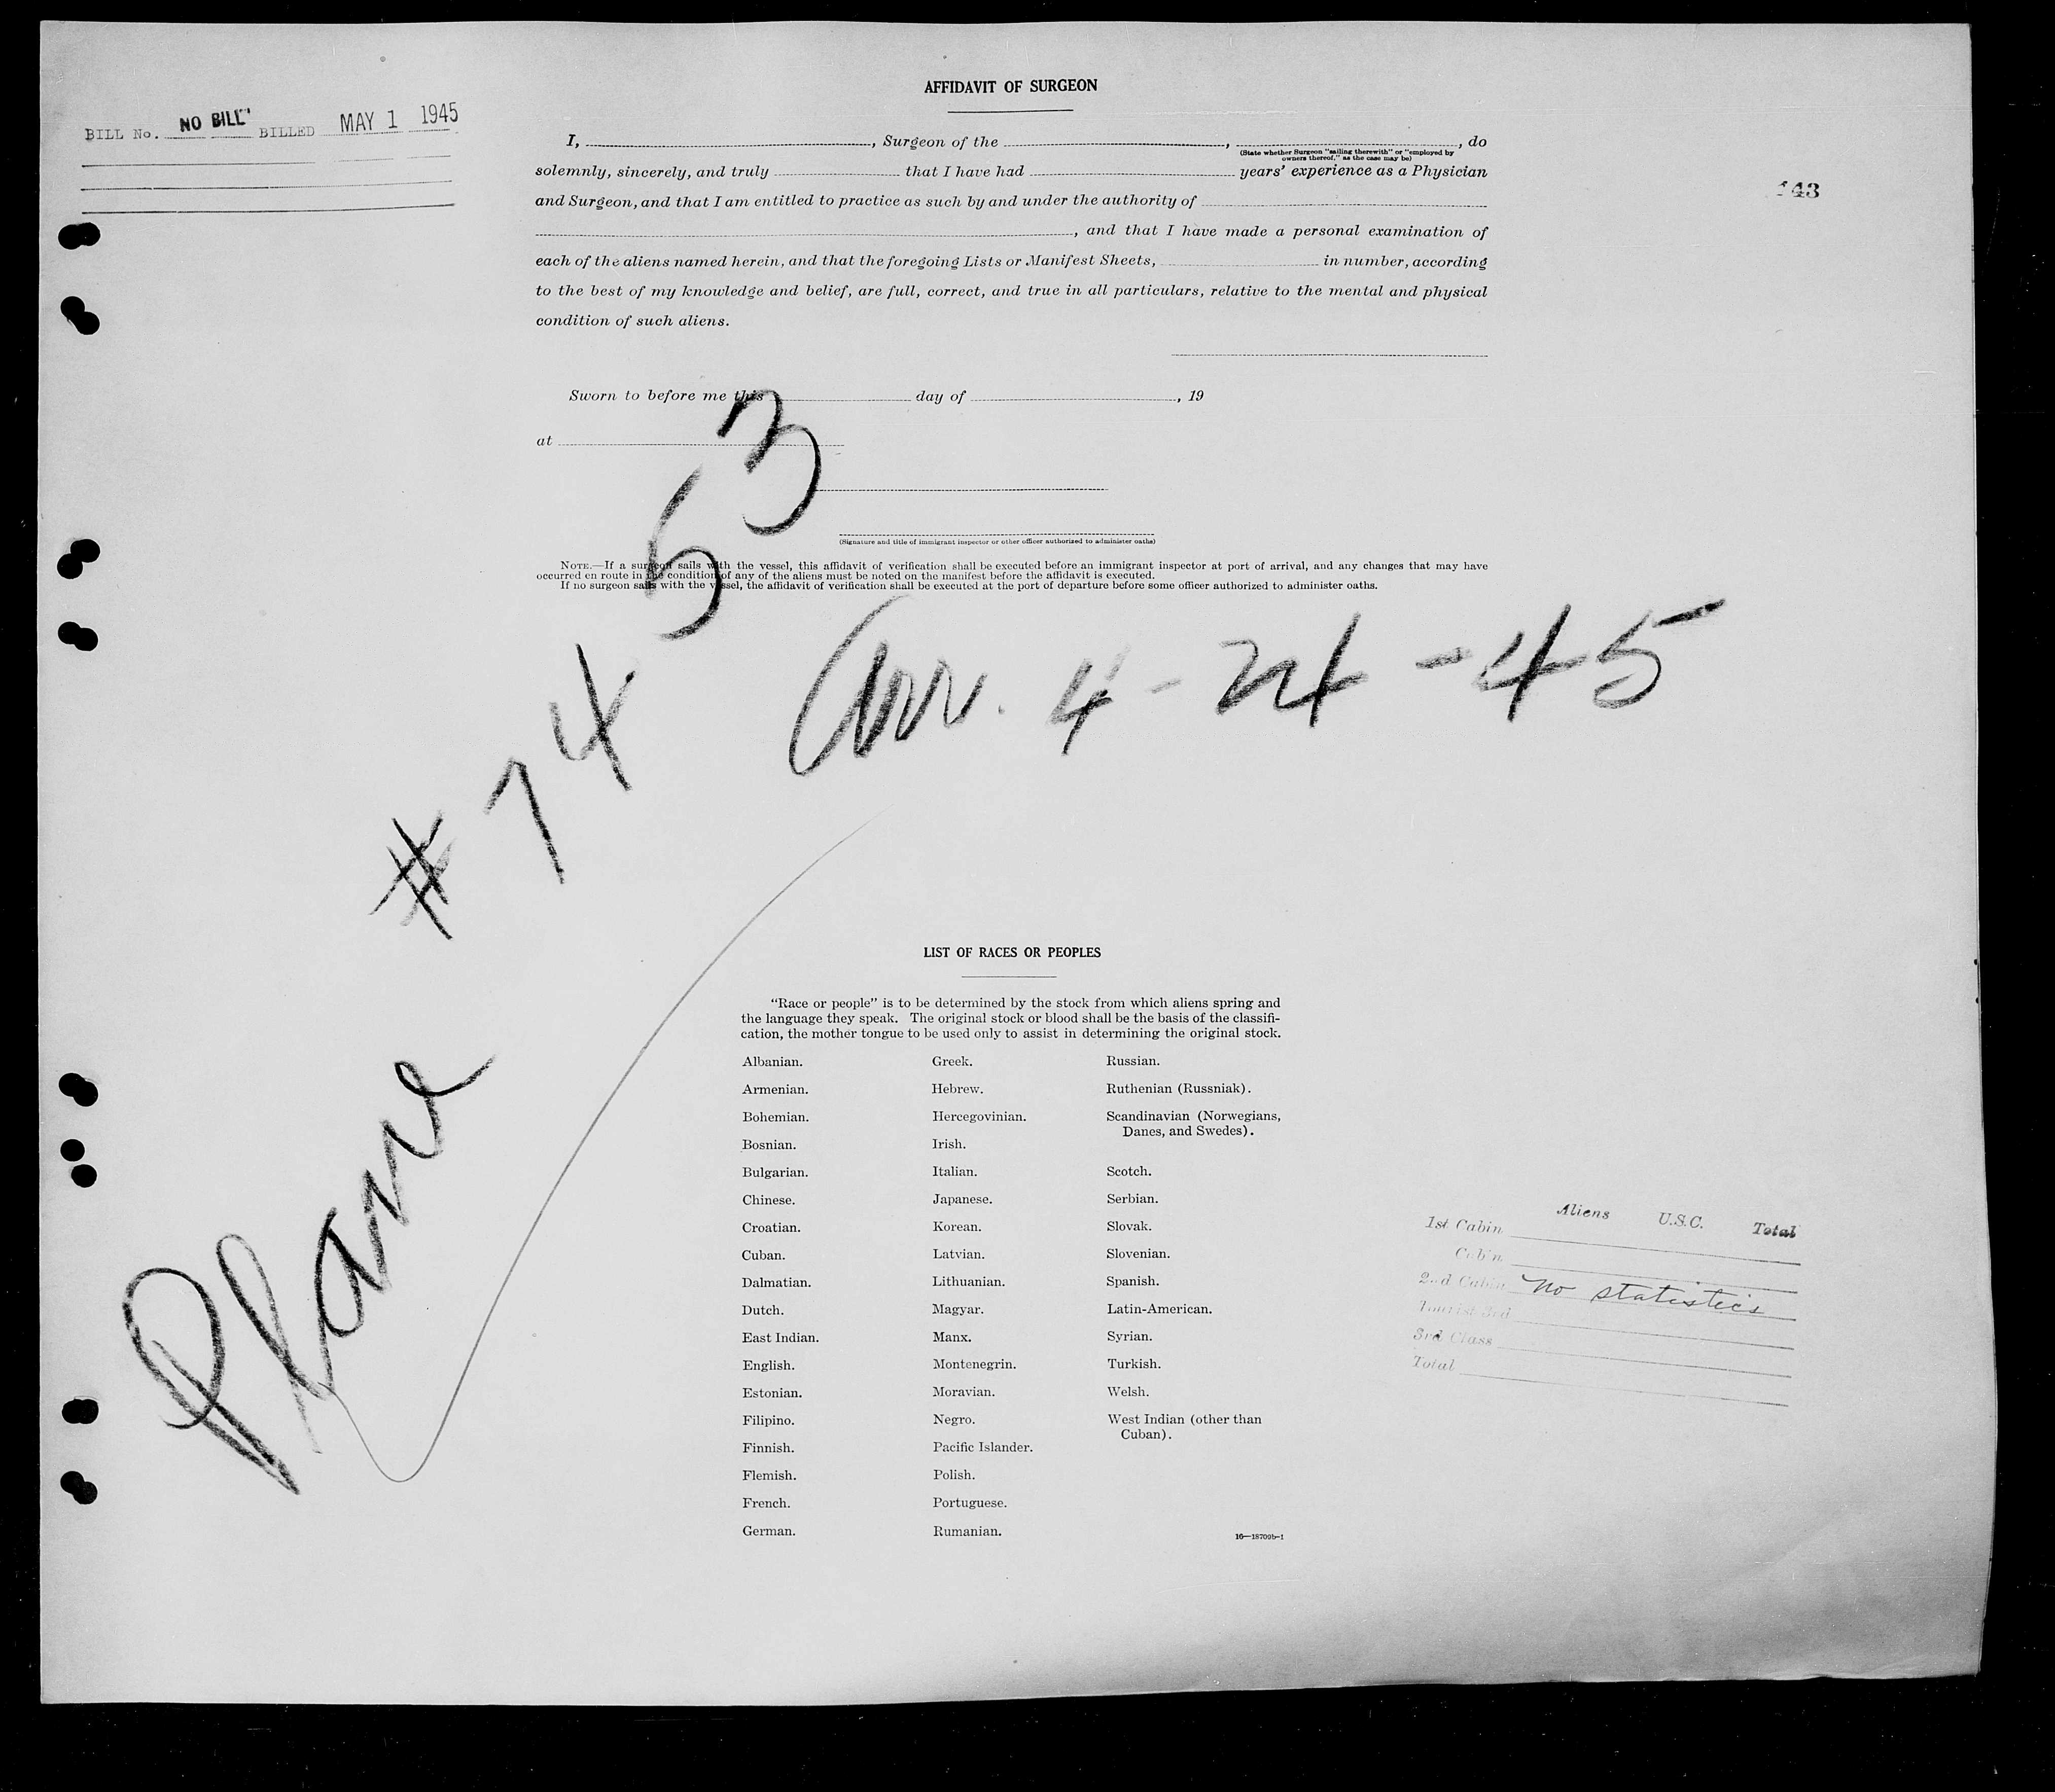 AFFIDAVIT OF SURGEON
BILL No. NO BILL" BILLED MAY 1 1945
I, , Surgeon of the , , do
(State whether Surgeon "sailing therewith" or "employed by
owners thereof," as the case may be)
solemnly, sincerely, and truly that I have had years' experience as a Physician
143
and Surgeon, and that I am entitled to practice as such by and under the authority of
, and that I have made a personal examination of
each of the aliens named herein, and that the foregoing Lists or Manifest Sheets, in number, according
to the best of my knowledge and belief, are full, correct, and true in all particulars, relative to the mental and physical
condition of such aliens.
Sworn to before me this day of , 19
at
(Signature and title of immigrant inspector or other officer authorized to administer oaths)
NOTE.—If a surgeon sails with the vessel, this affidavit of verification shall be executed before an immigrant inspector at port of arrival, and any changes that may have
occurred en route in the condition of any of the aliens must be noted on the manifest before the affidavit is executed.
If no surgeon sails with the vessel, the affidavit of verification shall be executed at the port of departure before some officer authorized to administer oaths.
Plane # 7453
Arr. 4-24-45
LIST OF RACES OR PEOPLES
"Race or people" is to be determined by the stock from which aliens spring and
the language they speak. The original stock or blood shall be the basis of the classifi-
cation, the mother tongue to be used only to assist in determining the original stock.
Albanian.
Armenian.
Bohemian.
Bosnian.
Bulgarian.
Chinese.
Croatian.
Cuban.
Dalmatian.
Dutch.
East Indian.
English.
Estonian.
Filipino.
Finnish.
Flemish.
French.
German.
Greek.
Hebrew.
Hercegovinian.
Irish.
Italian.
Japanese.
Korean.
Latvian.
Lithuanian.
Magyar.
Manx.
Montenegrin.
Moravian.
Negro.
Pacific Islander.
Polish.
Portuguese.
Rumanian.
Russian.
Ruthenian (Russniak).
Scandinavian (Norwegians,
Danes, and Swedes).
Scotch.
Serbian.
Slovak.
Slovenian.
Spanish.
Latin-American.
Syrian.
Turkish.
Welsh.
West Indian (other than
Cuban).
16—18709b-1
Aliens U.S.C. Total
1st Cabin
Cabin
2nd Cabin No statistics
Tourist 3rd
3rd Class
Total